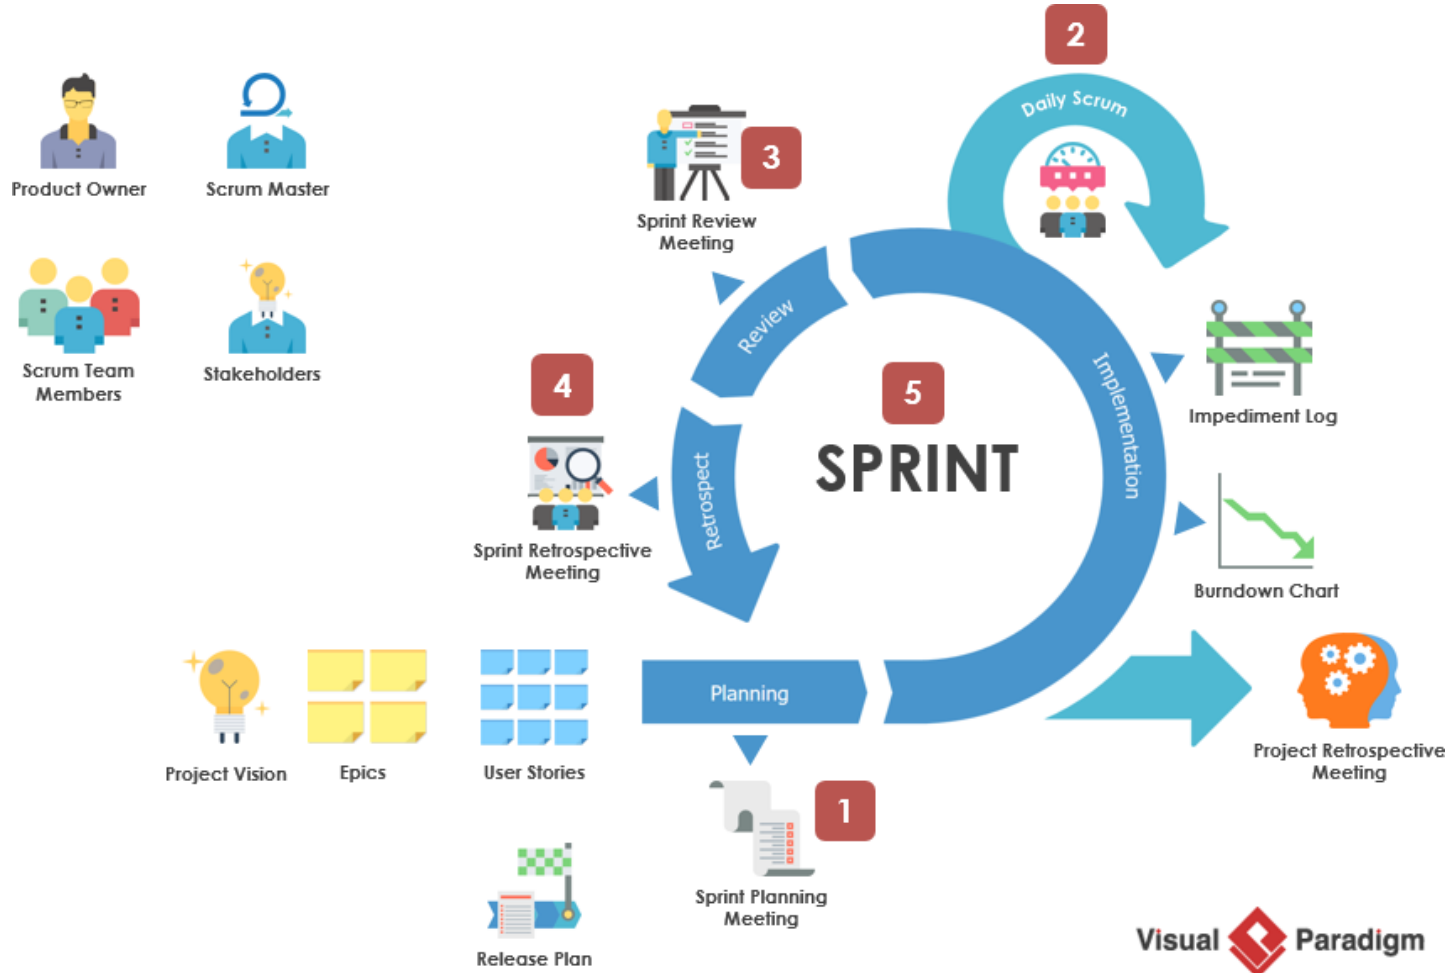 2
Daily Scrum
Product Owner
Scrum Master
3
Sprint Review
Meeting
Scrum Team
Members
Stakeholders
Review
Implementation
Impediment Log
4
5
SPRINT
Retrospect
Sprint Retrospective
Meeting
Burndown Chart
Project Vision
Epics
User Stories
Planning
Project Retrospective
Meeting
1
Sprint Planning
Meeting
Release Plan
Visual Paradigm